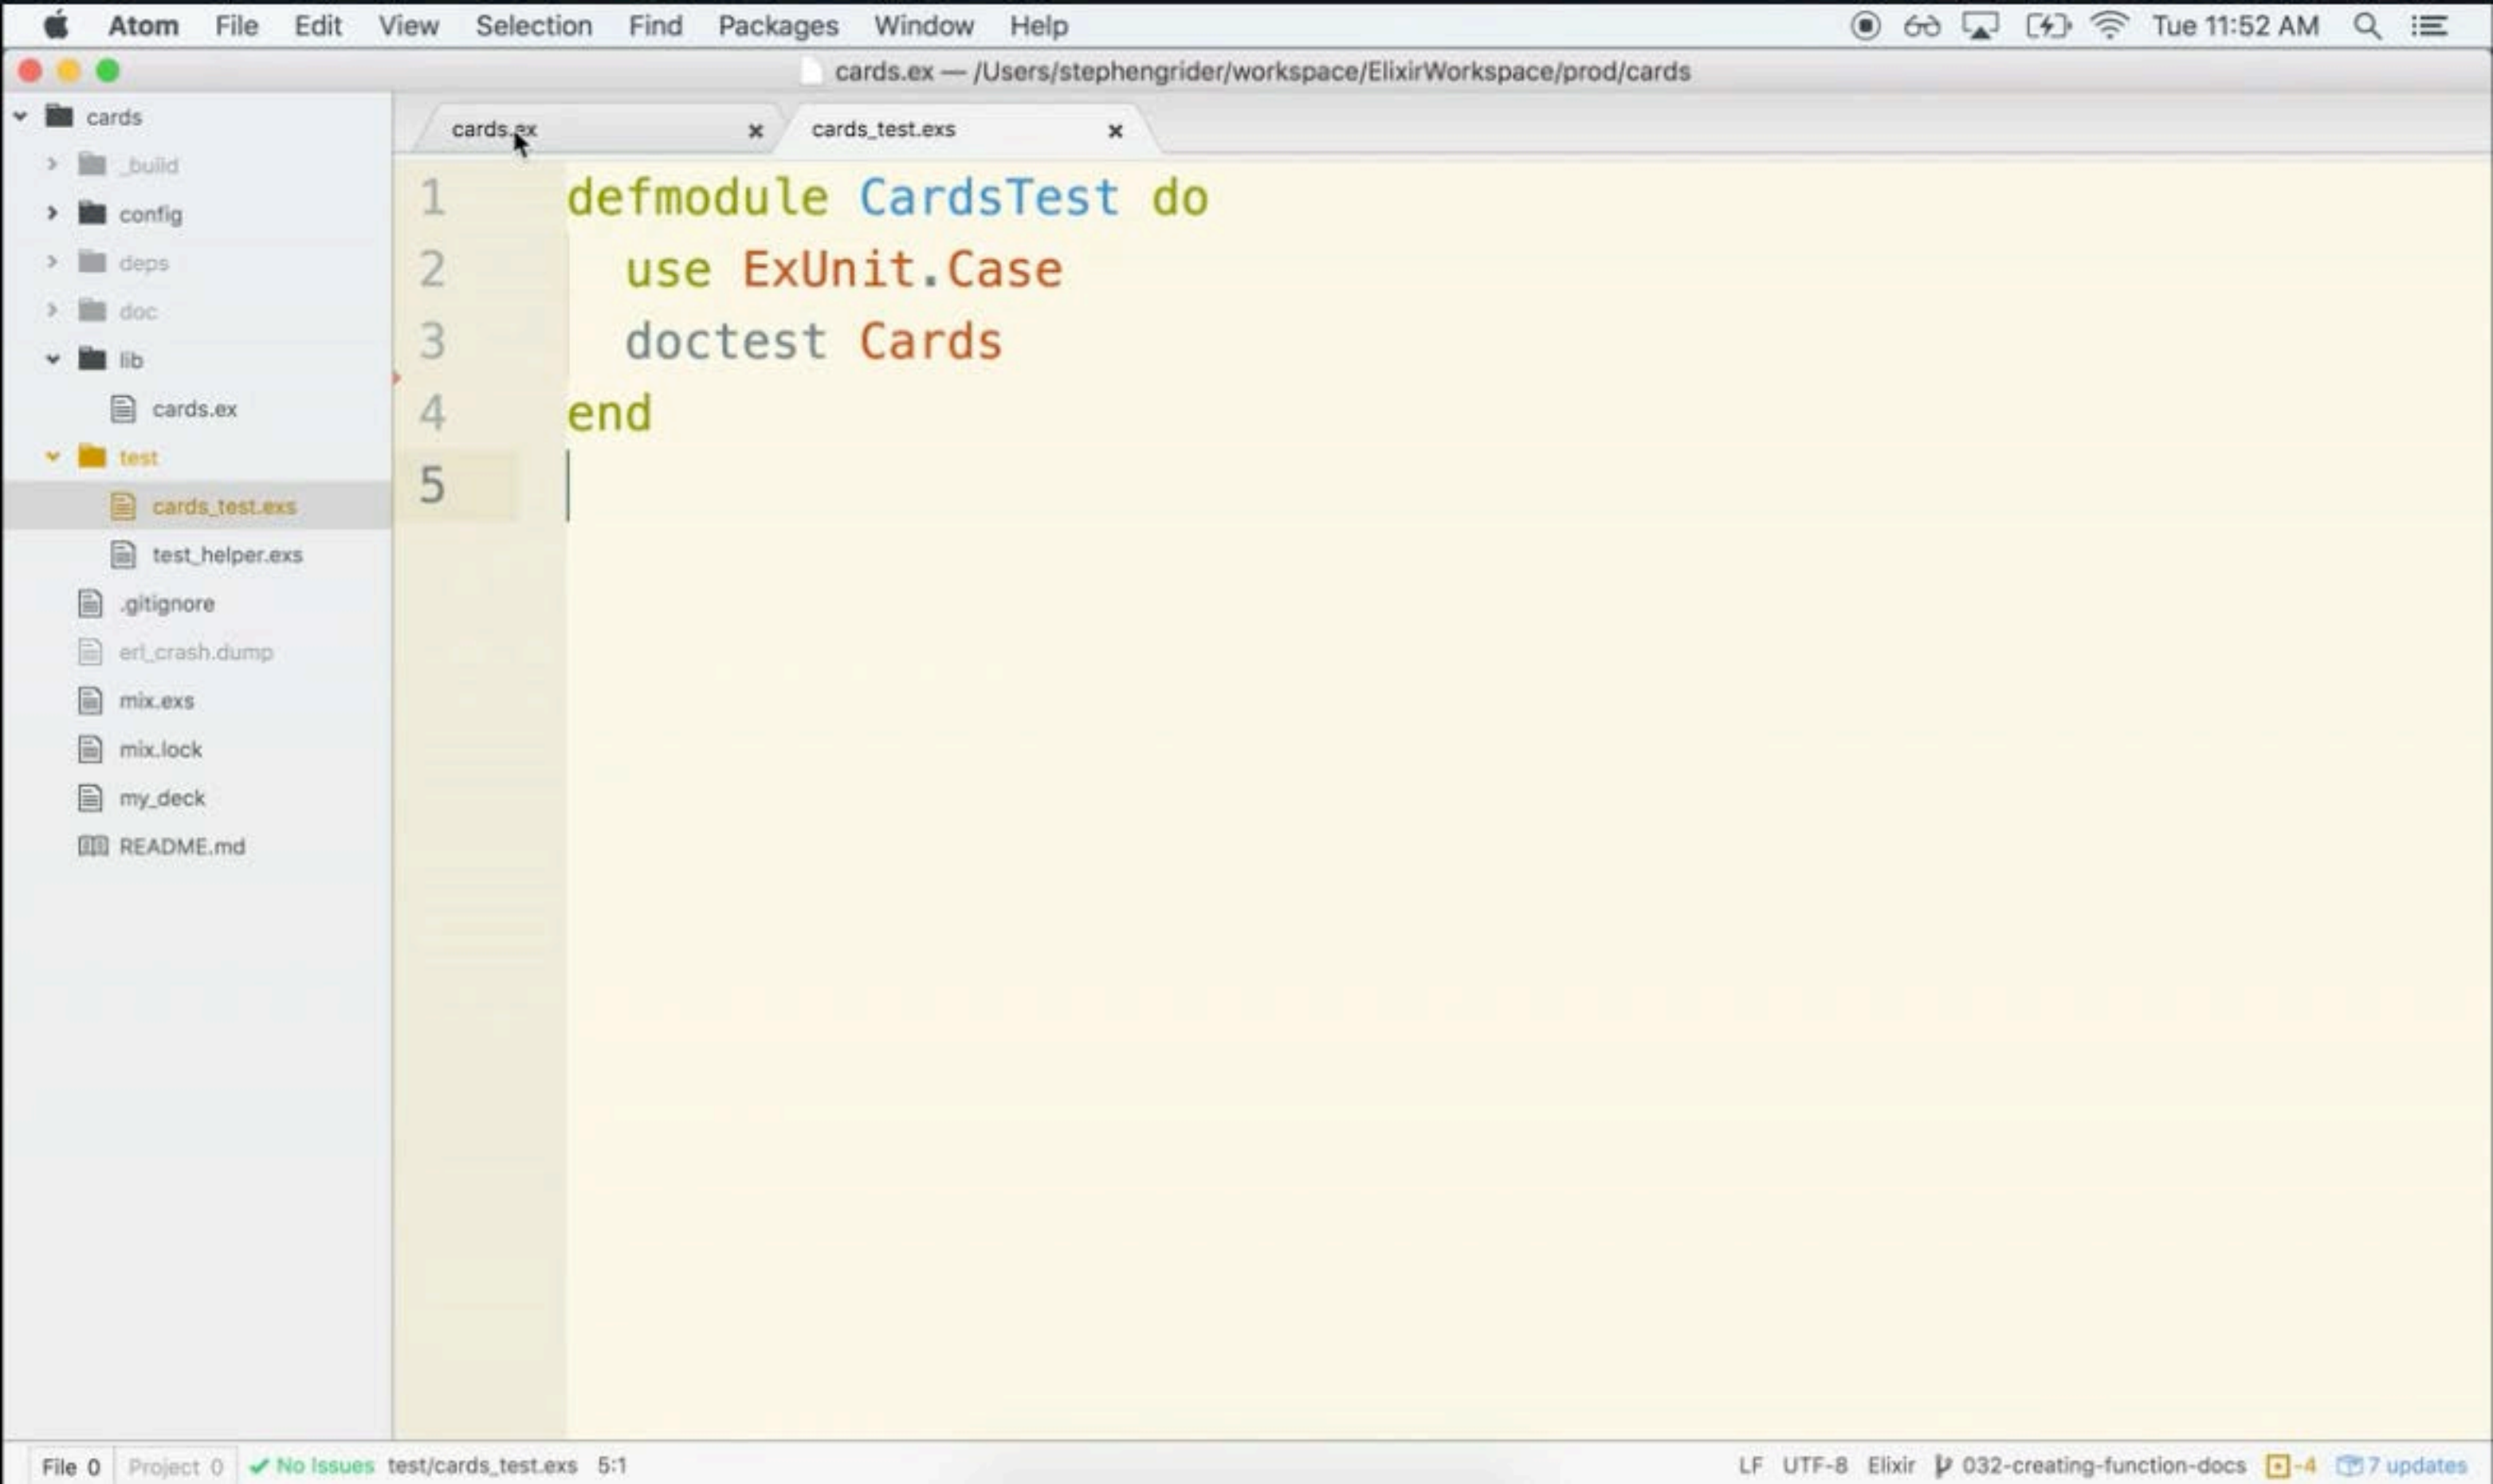 Atom File Edit View Selection Find Packages Window Help Tue 11:52 AM
cards.ex — /Users/stephengrider/workspace/ElixirWorkspace/prod/cards
cards
_build
config
deps
doc
lib
cards.ex
test
cards_test.exs
test_helper.exs
.gitignore
erl_crash.dump
mix.exs
mix.lock
my_deck
README.md
cards.ex cards_test.exs
1 defmodule CardsTest do
2 use ExUnit.Case
3 doctest Cards
4 end
5
File 0 Project 0 No Issues test/cards_test.exs 5:1 LF UTF-8 Elixir 032-creating-function-docs -4 7 updates